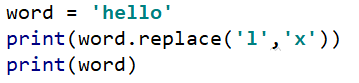 word = 'hello'
print(word.replace('l','x'))
print(word)